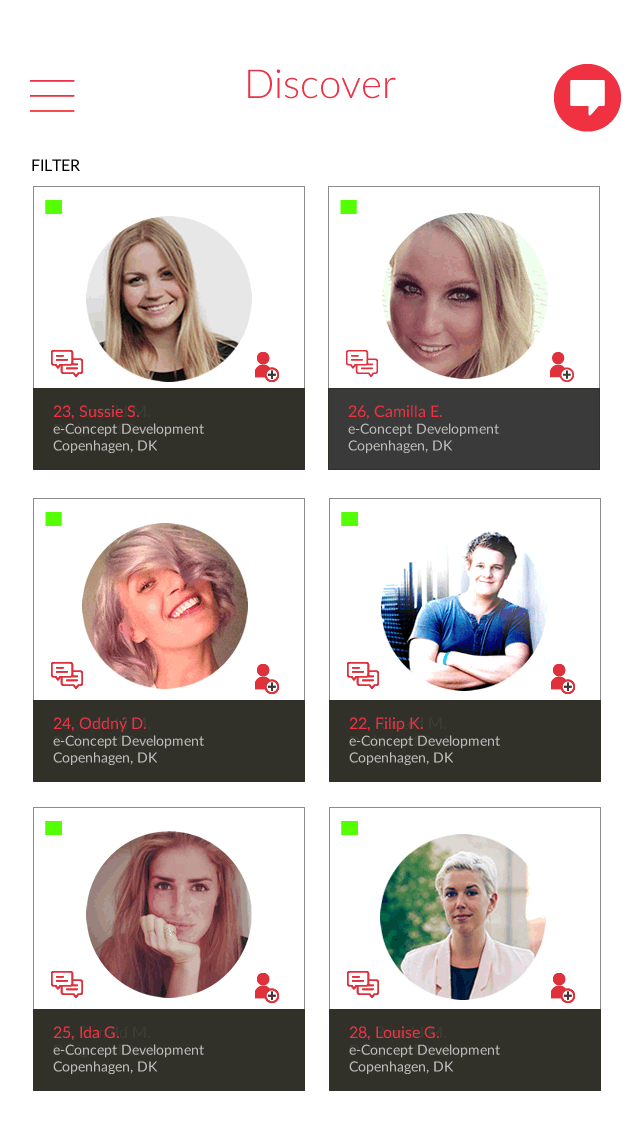 Discover
FILTER
23, Sussie S.
e-Concept Development
Copenhagen, DK
26, Camilla E.
e-Concept Development
Copenhagen, DK
24, Oddný D.
e-Concept Development
Copenhagen, DK
22, Filip K.
e-Concept Development
Copenhagen, DK
25, Ida G.
e-Concept Development
Copenhagen, DK
28, Louise G.
e-Concept Development
Copenhagen, DK